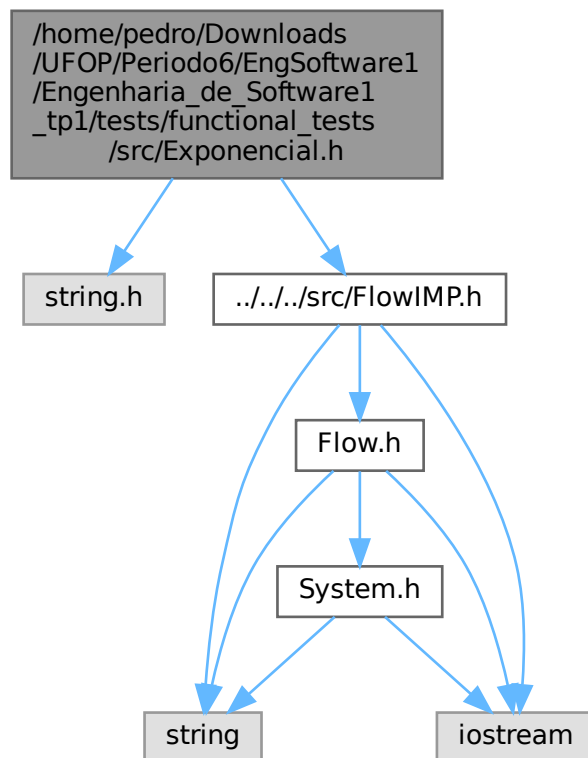 /home/pedro/Downloads
/UFOP/Periodo6/EngSoftware1
/Engenharia_de_Software1
_tp1/tests/functional_tests
/src/Exponencial.h
string.h
../../../src/FlowIMP.h
Flow.h
System.h
string
iostream